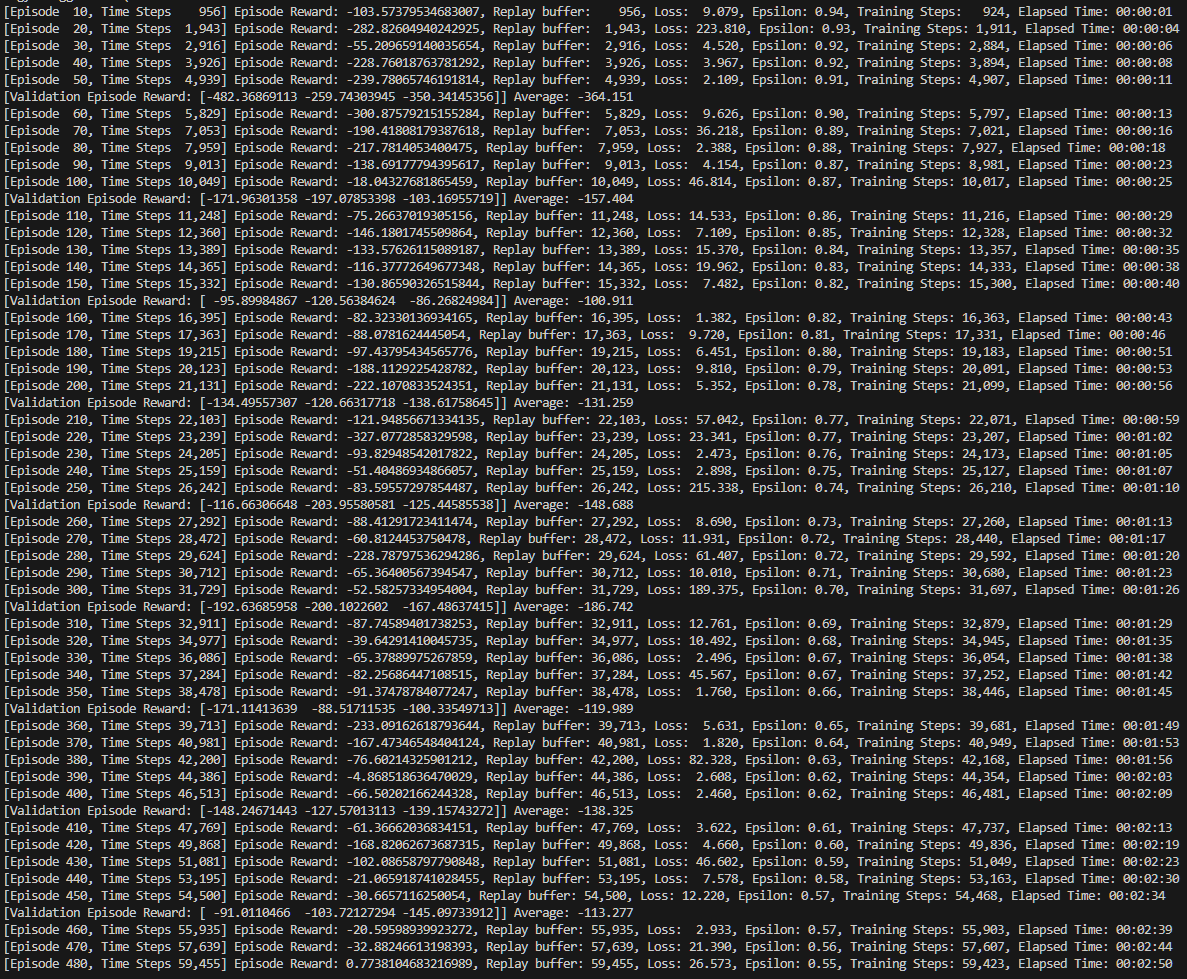 [Episode  10, Time Steps    956] Episode Reward: -103.57379534683007, Replay buffer:    956, Loss:  9.079, Epsilon: 0.94, Training Steps:   924, Elapsed Time: 00:00:01
[Episode  20, Time Steps  1,943] Episode Reward: -282.82604940242925, Replay buffer:  1,943, Loss: 223.810, Epsilon: 0.93, Training Steps: 1,911, Elapsed Time: 00:00:04
[Episode  30, Time Steps  2,916] Episode Reward: -55.209659140035654, Replay buffer:  2,916, Loss:  4.520, Epsilon: 0.92, Training Steps: 2,884, Elapsed Time: 00:00:06
[Episode  40, Time Steps  3,926] Episode Reward: -228.76018763781292, Replay buffer:  3,926, Loss:  3.967, Epsilon: 0.92, Training Steps: 3,894, Elapsed Time: 00:00:08
[Episode  50, Time Steps  4,939] Episode Reward: -239.78065746191814, Replay buffer:  4,939, Loss:  2.109, Epsilon: 0.91, Training Steps: 4,907, Elapsed Time: 00:00:11
[Validation Episode Reward: [-482.36869113 -259.74303945 -350.34145356]] Average: -364.151
[Episode  60, Time Steps  5,829] Episode Reward: -300.87579215155284, Replay buffer:  5,829, Loss:  9.626, Epsilon: 0.90, Training Steps: 5,797, Elapsed Time: 00:00:13
[Episode  70, Time Steps  7,053] Episode Reward: -190.41808179387618, Replay buffer:  7,053, Loss: 36.218, Epsilon: 0.89, Training Steps: 7,021, Elapsed Time: 00:00:16
[Episode  80, Time Steps  7,959] Episode Reward: -217.7814053400475, Replay buffer:  7,959, Loss:  2.388, Epsilon: 0.88, Training Steps: 7,927, Elapsed Time: 00:00:18
[Episode  90, Time Steps  9,013] Episode Reward: -138.69177794395617, Replay buffer:  9,013, Loss:  4.154, Epsilon: 0.87, Training Steps: 8,981, Elapsed Time: 00:00:23
[Episode 100, Time Steps 10,049] Episode Reward: -18.04327681865459, Replay buffer: 10,049, Loss: 46.814, Epsilon: 0.87, Training Steps: 10,017, Elapsed Time: 00:00:25
[Validation Episode Reward: [-171.96301358 -197.07853398 -103.16955719]] Average: -157.404
[Episode 110, Time Steps 11,248] Episode Reward: -75.26637019305156, Replay buffer: 11,248, Loss: 14.533, Epsilon: 0.86, Training Steps: 11,216, Elapsed Time: 00:00:29
[Episode 120, Time Steps 12,360] Episode Reward: -146.1801745509864, Replay buffer: 12,360, Loss:  7.109, Epsilon: 0.85, Training Steps: 12,328, Elapsed Time: 00:00:32
[Episode 130, Time Steps 13,389] Episode Reward: -133.57626115089187, Replay buffer: 13,389, Loss: 15.370, Epsilon: 0.84, Training Steps: 13,357, Elapsed Time: 00:00:35
[Episode 140, Time Steps 14,365] Episode Reward: -116.37772649677348, Replay buffer: 14,365, Loss: 19.962, Epsilon: 0.83, Training Steps: 14,333, Elapsed Time: 00:00:38
[Episode 150, Time Steps 15,332] Episode Reward: -130.86590326515844, Replay buffer: 15,332, Loss:  7.482, Epsilon: 0.82, Training Steps: 15,300, Elapsed Time: 00:00:40
[Validation Episode Reward: [ -95.89984867 -120.56384624  -86.26824984]] Average: -100.911
[Episode 160, Time Steps 16,395] Episode Reward: -82.32330136934165, Replay buffer: 16,395, Loss:  1.382, Epsilon: 0.82, Training Steps: 16,363, Elapsed Time: 00:00:43
[Episode 170, Time Steps 17,363] Episode Reward: -88.0781624445054, Replay buffer: 17,363, Loss:  9.720, Epsilon: 0.81, Training Steps: 17,331, Elapsed Time: 00:00:46
[Episode 180, Time Steps 19,215] Episode Reward: -97.43795434565776, Replay buffer: 19,215, Loss:  6.451, Epsilon: 0.80, Training Steps: 19,183, Elapsed Time: 00:00:51
[Episode 190, Time Steps 20,123] Episode Reward: -188.1129225428782, Replay buffer: 20,123, Loss:  9.810, Epsilon: 0.79, Training Steps: 20,091, Elapsed Time: 00:00:53
[Episode 200, Time Steps 21,131] Episode Reward: -222.1070833524351, Replay buffer: 21,131, Loss:  5.352, Epsilon: 0.78, Training Steps: 21,099, Elapsed Time: 00:00:56
[Validation Episode Reward: [-134.49557307 -120.66317718 -138.61758645]] Average: -131.259
[Episode 210, Time Steps 22,103] Episode Reward: -121.94856671334135, Replay buffer: 22,103, Loss: 57.042, Epsilon: 0.77, Training Steps: 22,071, Elapsed Time: 00:00:59
[Episode 220, Time Steps 23,239] Episode Reward: -327.0772858329598, Replay buffer: 23,239, Loss: 23.341, Epsilon: 0.77, Training Steps: 23,207, Elapsed Time: 00:01:02
[Episode 230, Time Steps 24,205] Episode Reward: -93.82948542017822, Replay buffer: 24,205, Loss:  2.473, Epsilon: 0.76, Training Steps: 24,173, Elapsed Time: 00:01:05
[Episode 240, Time Steps 25,159] Episode Reward: -51.40486934866057, Replay buffer: 25,159, Loss:  2.898, Epsilon: 0.75, Training Steps: 25,127, Elapsed Time: 00:01:07
[Episode 250, Time Steps 26,242] Episode Reward: -83.59557297854487, Replay buffer: 26,242, Loss: 215.338, Epsilon: 0.74, Training Steps: 26,210, Elapsed Time: 00:01:10
[Validation Episode Reward: [-116.66306648 -203.95580581 -125.44585538]] Average: -148.688
[Episode 260, Time Steps 27,292] Episode Reward: -88.41291723411474, Replay buffer: 27,292, Loss:  8.690, Epsilon: 0.73, Training Steps: 27,260, Elapsed Time: 00:01:13
[Episode 270, Time Steps 28,472] Episode Reward: -60.8124453750478, Replay buffer: 28,472, Loss: 11.931, Epsilon: 0.72, Training Steps: 28,440, Elapsed Time: 00:01:17
[Episode 280, Time Steps 29,624] Episode Reward: -228.78797536294286, Replay buffer: 29,624, Loss: 61.407, Epsilon: 0.72, Training Steps: 29,592, Elapsed Time: 00:01:20
[Episode 290, Time Steps 30,712] Episode Reward: -65.36400567394547, Replay buffer: 30,712, Loss: 10.010, Epsilon: 0.71, Training Steps: 30,680, Elapsed Time: 00:01:23
[Episode 300, Time Steps 31,729] Episode Reward: -52.58257334954004, Replay buffer: 31,729, Loss: 189.375, Epsilon: 0.70, Training Steps: 31,697, Elapsed Time: 00:01:26
[Validation Episode Reward: [-192.63685958 -200.1022602  -167.48637415]] Average: -186.742
[Episode 310, Time Steps 32,911] Episode Reward: -87.74589401738253, Replay buffer: 32,911, Loss: 12.761, Epsilon: 0.69, Training Steps: 32,879, Elapsed Time: 00:01:29
[Episode 320, Time Steps 34,977] Episode Reward: -39.64291410045735, Replay buffer: 34,977, Loss: 10.492, Epsilon: 0.68, Training Steps: 34,945, Elapsed Time: 00:01:35
[Episode 330, Time Steps 36,086] Episode Reward: -65.37889975267859, Replay buffer: 36,086, Loss:  2.496, Epsilon: 0.67, Training Steps: 36,054, Elapsed Time: 00:01:38
[Episode 340, Time Steps 37,284] Episode Reward: -82.25686447108515, Replay buffer: 37,284, Loss: 45.567, Epsilon: 0.67, Training Steps: 37,252, Elapsed Time: 00:01:42
[Episode 350, Time Steps 38,478] Episode Reward: -91.37478784077247, Replay buffer: 38,478, Loss:  1.760, Epsilon: 0.66, Training Steps: 38,446, Elapsed Time: 00:01:45
[Validation Episode Reward: [-171.11413639  -88.51711535 -100.33549713]] Average: -119.989
[Episode 360, Time Steps 39,713] Episode Reward: -233.09162618793644, Replay buffer: 39,713, Loss:  5.631, Epsilon: 0.65, Training Steps: 39,681, Elapsed Time: 00:01:49
[Episode 370, Time Steps 40,981] Episode Reward: -167.47346548404124, Replay buffer: 40,981, Loss:  1.820, Epsilon: 0.64, Training Steps: 40,949, Elapsed Time: 00:01:53
[Episode 380, Time Steps 42,200] Episode Reward: -76.60214325901212, Replay buffer: 42,200, Loss: 82.328, Epsilon: 0.63, Training Steps: 42,168, Elapsed Time: 00:01:56
[Episode 390, Time Steps 44,386] Episode Reward: -4.868518636470029, Replay buffer: 44,386, Loss:  2.608, Epsilon: 0.62, Training Steps: 44,354, Elapsed Time: 00:02:03
[Episode 400, Time Steps 46,513] Episode Reward: -66.50202166244328, Replay buffer: 46,513, Loss:  2.460, Epsilon: 0.62, Training Steps: 46,481, Elapsed Time: 00:02:09
[Validation Episode Reward: [-148.24671443 -127.57013113 -139.15743272]] Average: -138.325
[Episode 410, Time Steps 47,769] Episode Reward: -61.36662036834151, Replay buffer: 47,769, Loss:  3.622, Epsilon: 0.61, Training Steps: 47,737, Elapsed Time: 00:02:13
[Episode 420, Time Steps 49,868] Episode Reward: -168.82062673687315, Replay buffer: 49,868, Loss:  4.660, Epsilon: 0.60, Training Steps: 49,836, Elapsed Time: 00:02:19
[Episode 430, Time Steps 51,081] Episode Reward: -102.08658797790848, Replay buffer: 51,081, Loss: 46.602, Epsilon: 0.59, Training Steps: 51,049, Elapsed Time: 00:02:23
[Episode 440, Time Steps 53,195] Episode Reward: -21.065918741028455, Replay buffer: 53,195, Loss:  7.578, Epsilon: 0.58, Training Steps: 53,163, Elapsed Time: 00:02:30
[Episode 450, Time Steps 54,500] Episode Reward: -30.6657116250054, Replay buffer: 54,500, Loss: 12.220, Epsilon: 0.57, Training Steps: 54,468, Elapsed Time: 00:02:34
[Validation Episode Reward: [ -91.0110466  -103.72127294 -145.09733912]] Average: -113.277
[Episode 460, Time Steps 55,935] Episode Reward: -20.59598939923272, Replay buffer: 55,935, Loss:  2.933, Epsilon: 0.57, Training Steps: 55,903, Elapsed Time: 00:02:39
[Episode 470, Time Steps 57,639] Episode Reward: -32.88246613198393, Replay buffer: 57,639, Loss: 21.390, Epsilon: 0.56, Training Steps: 57,607, Elapsed Time: 00:02:44
[Episode 480, Time Steps 59,455] Episode Reward: 0.7738104683216989, Replay buffer: 59,455, Loss: 26.573, Epsilon: 0.55, Training Steps: 59,423, Elapsed Time: 00:02:50